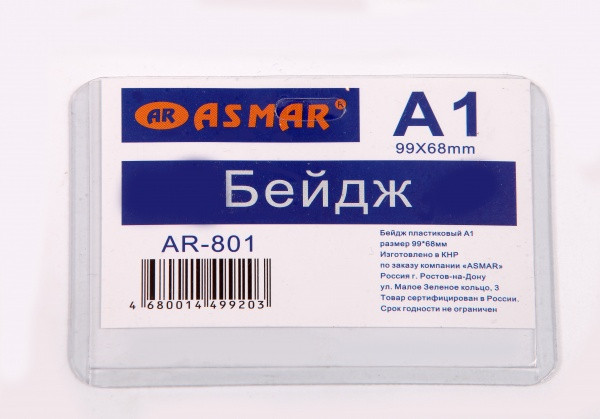 AR ASMAR ®
A1
99X68mm
Бейдж
AR-801
4 680014 499203
Бейдж пластиковый А1
размер 99*68мм
Изготовлено в КНР
по заказу компании «ASMAR»
Россия г. Ростов-на-Дону
ул. Малое Зеленое кольцо, 3
Товар сертифицирован в России.
Срок годности не ограничен